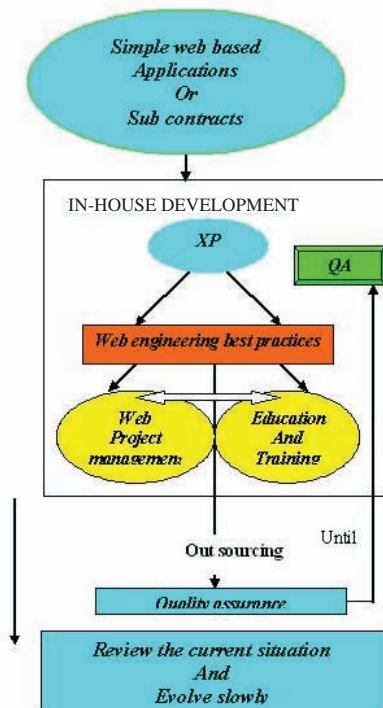 Simple web based
Applications
Or
Sub contracts
IN-HOUSE DEVELOPMENT
XP
QA
Web engineering best practices
Web
Project
management
Education
And
Training
Out sourcing
Until
Quality assurance
Review the current situation
And
Evolve slowly